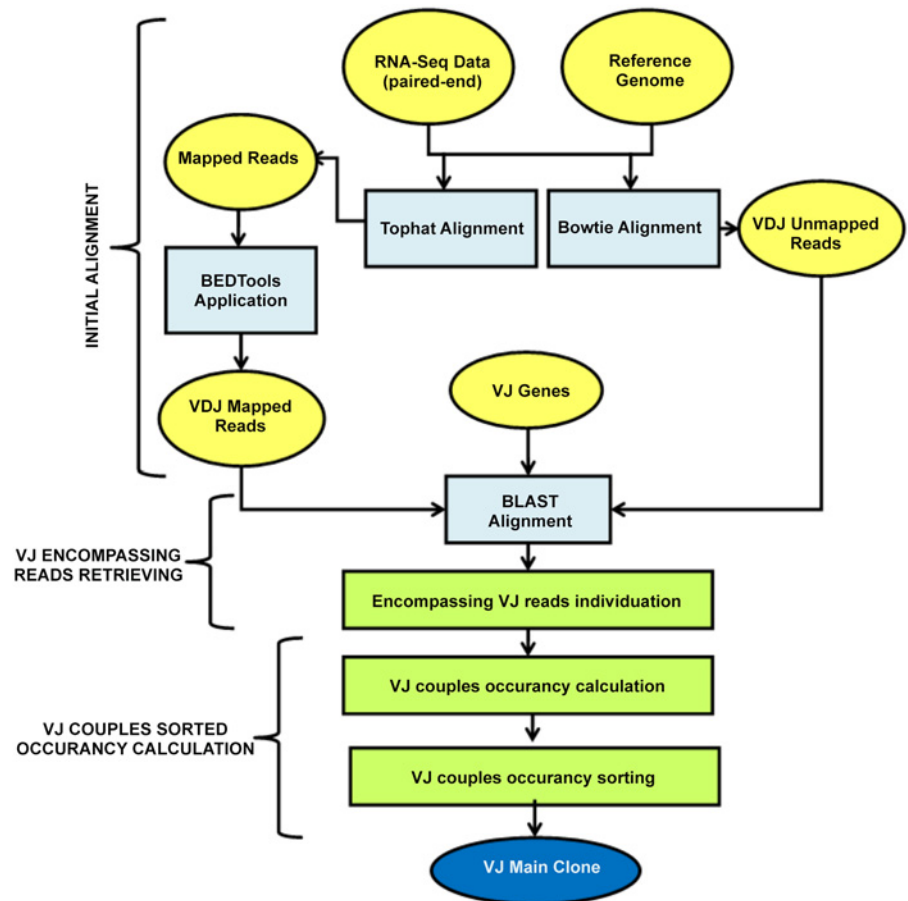 RNA-Seq Data
(paired-end)
Reference
Genome
Mapped Reads
Tophat Alignment
Bowtie Alignment
VDJ Unmapped
Reads
INITIAL ALIGNMENT
BEDTools
Application
VDJ Mapped
Reads
VJ Genes
BLAST
Alignment
VJ ENCOMPASSING
READS RETRIEVING
Encompassing VJ reads individuation
VJ couples occurancy calculation
VJ COUPLES SORTED
OCCURANCY CALCULATION
VJ couples occurancy sorting
VJ Main Clone